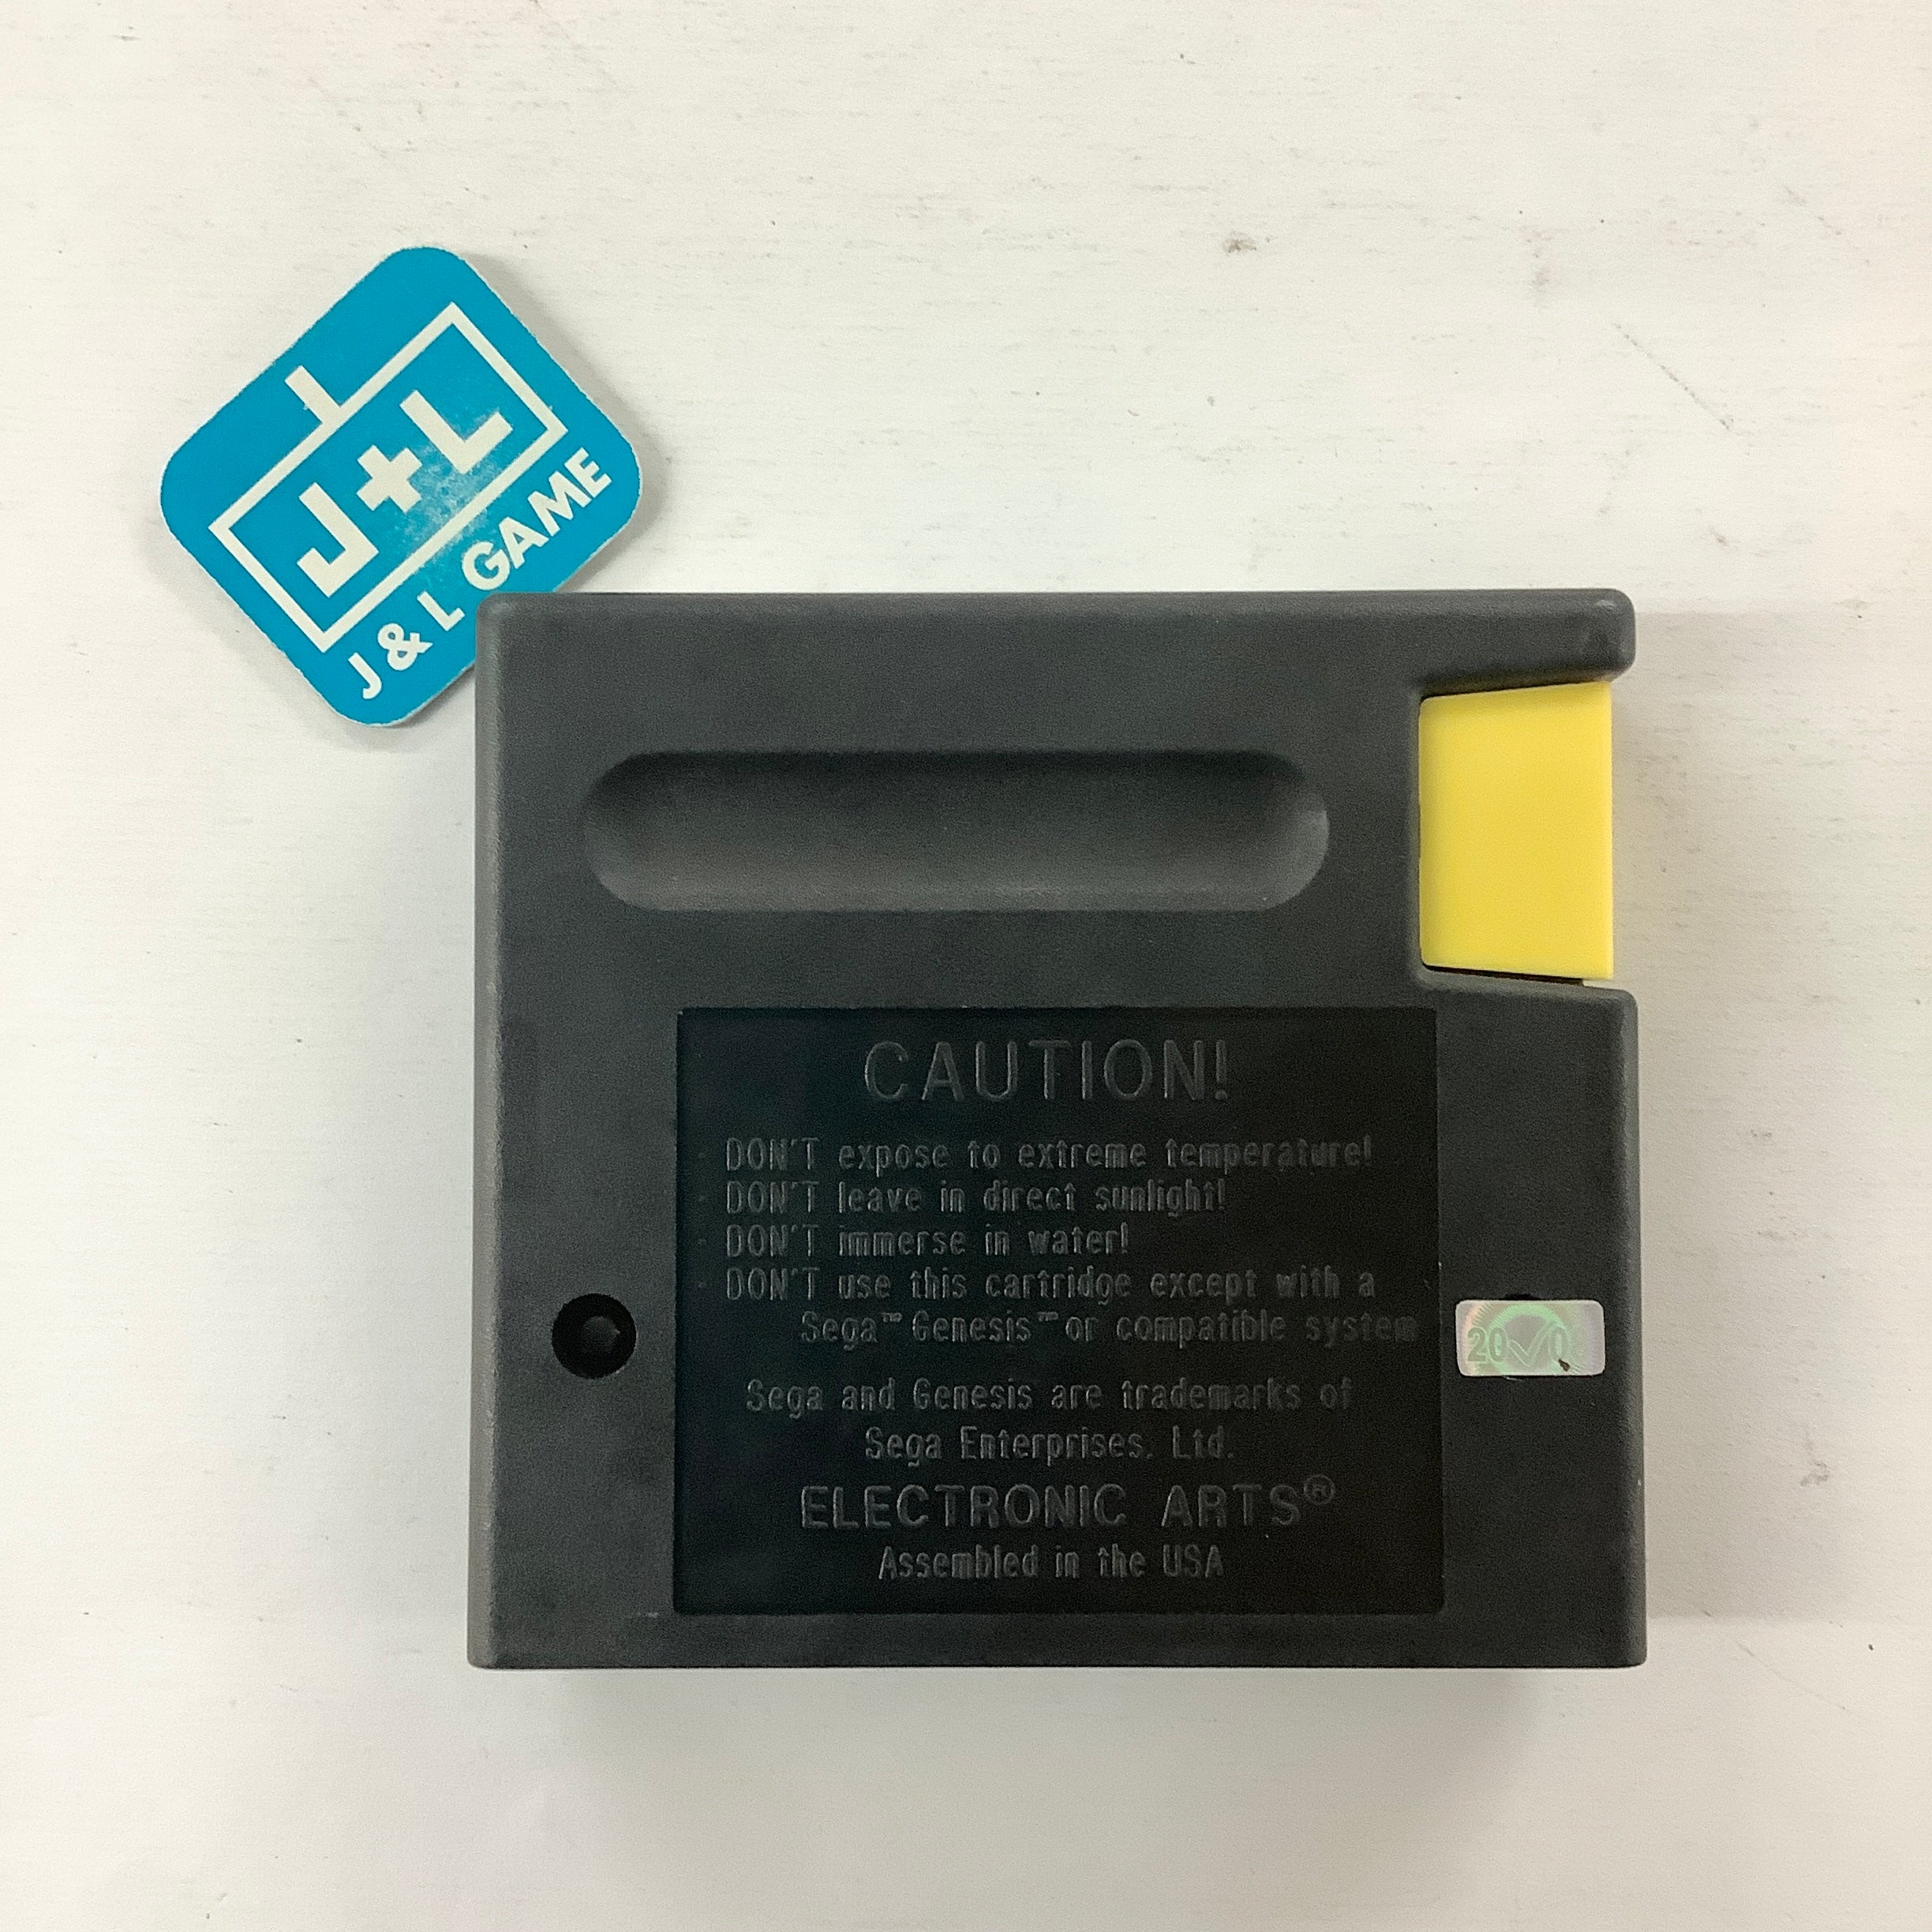 J+L
J & L GAME
CAUTION!
DON'T expose to extreme temperature!
DON'T leave in direct sunlight!
DON'T immerse in water!
DON'T use this cartridge except with a
Sega™ Genesis™ or compatible system
Sega and Genesis are trademarks of
Sega Enterprises, Ltd.
ELECTRONIC ARTS®
Assembled in the USA